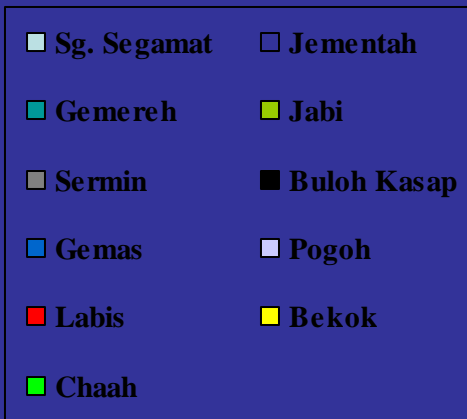 Sg. Segamat Jementah
Gemereh Jabi
Sermin Buloh Kasap
Gemas Pogoh
Labis Bekok
Chaah